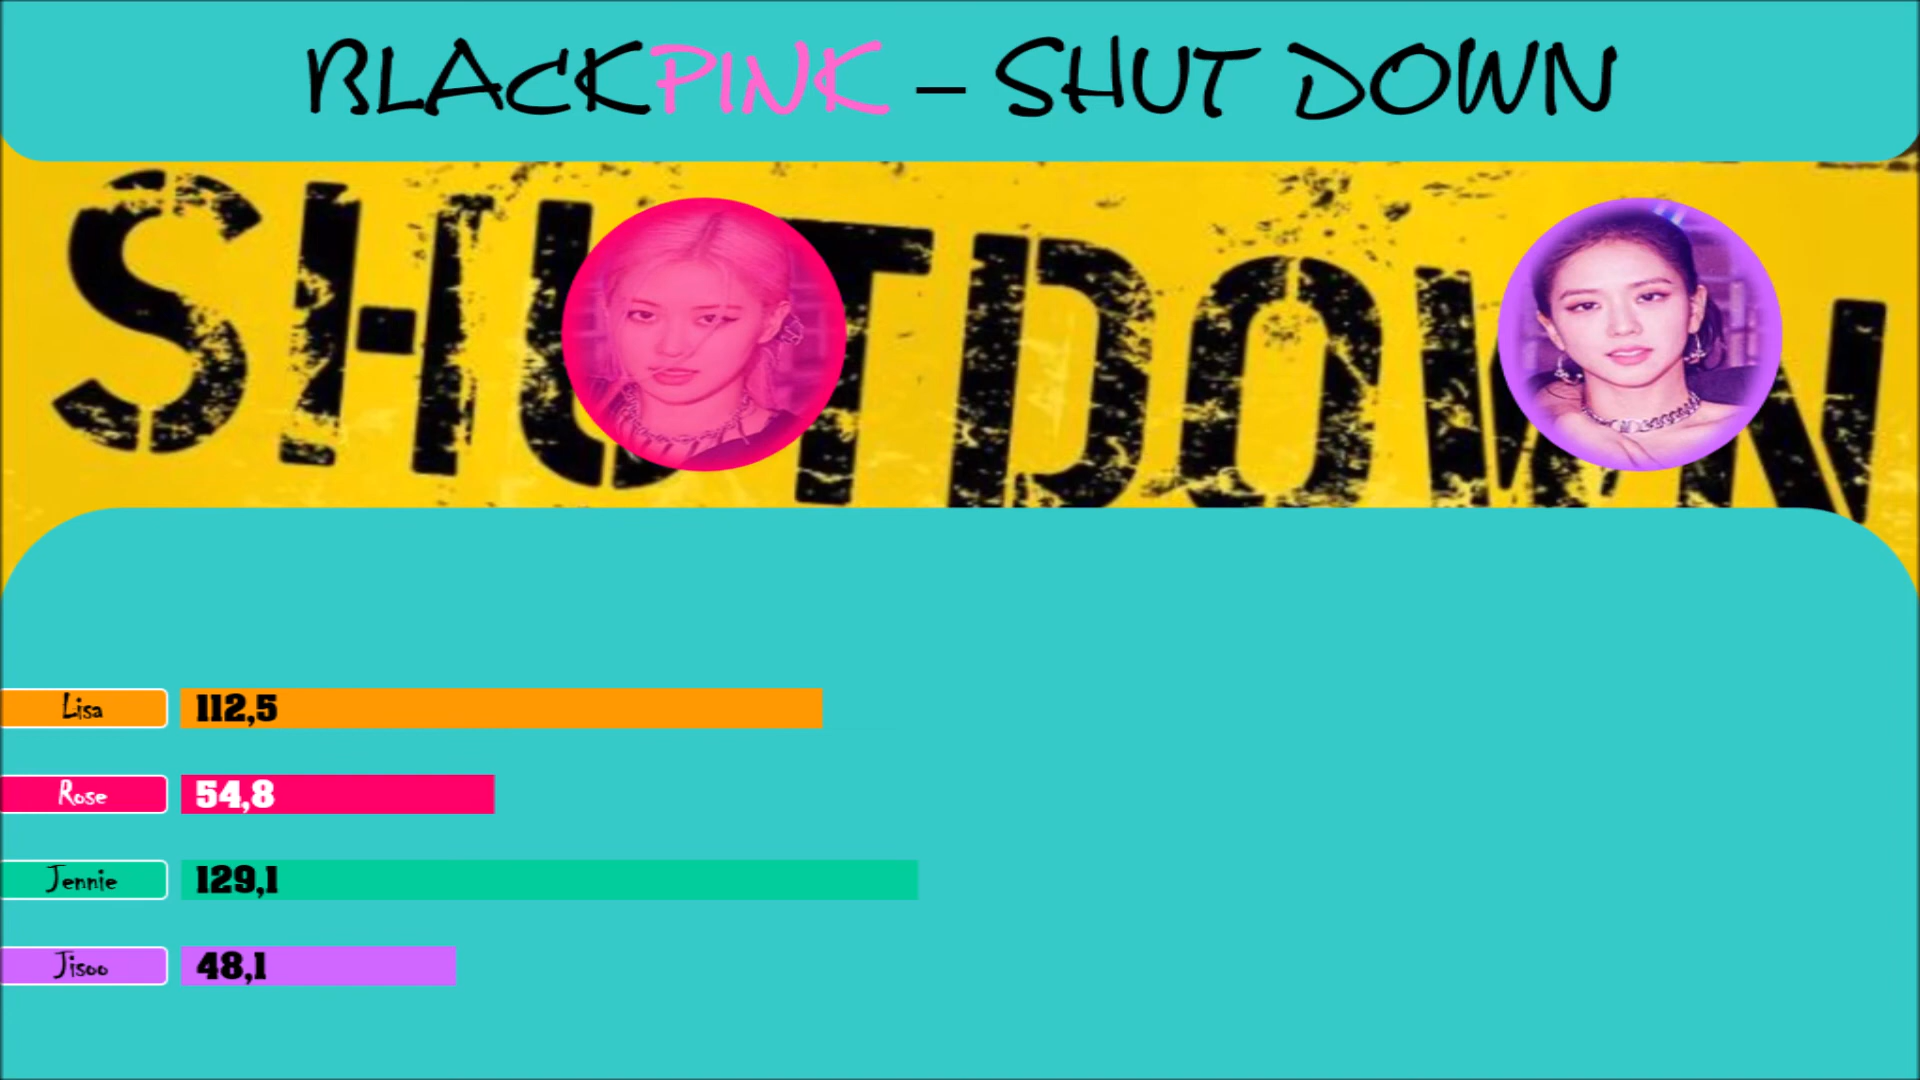 BLACKPINK – SHUT DOWN
SHUTDOWN
Lisa 112,5
Rose 54,8
Jennie 129,1
Jisoo 48,1